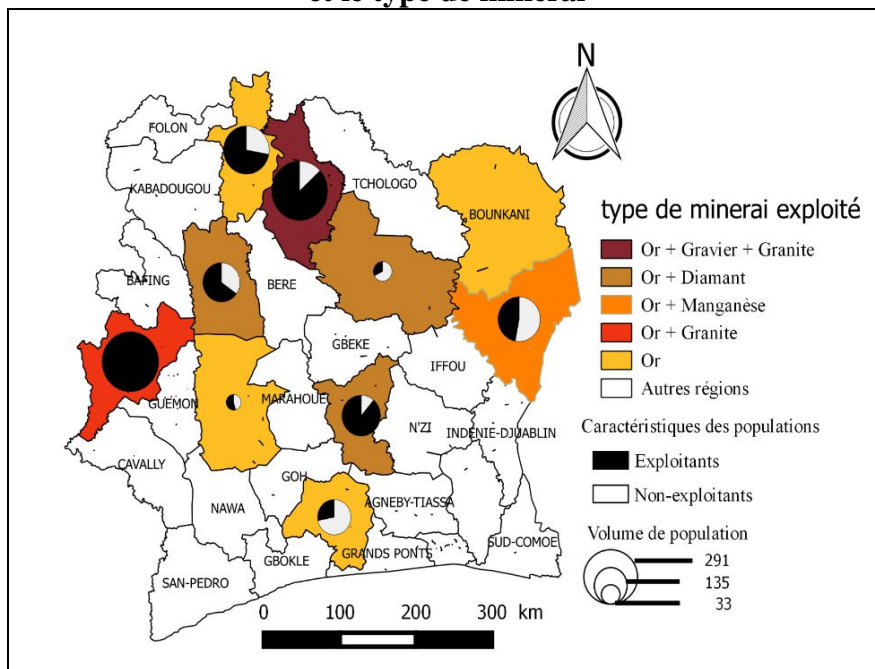 et le type de minerai
N
FOLON
KABADOUGOU
TCHOLOGO
BOUNKANI
BAFING
BERE
GBEKE
IFFOU
GUEMON
MARAHOUE
N'ZI
INDENIE-DJUABLIN
CAVALLY
GOH
NAWA
AGNEBY-TIASSA
SUD-COMOE
GBOKLE
GRANDS PONTS
SAN-PEDRO
type de minerai exploité
Or + Gravier + Granite
Or + Diamant
Or + Manganèse
Or + Granite
Or
Autres régions
Caractéristiques des populations
Exploitants
Non-exploitants
Volume de population
291
135
33
0 100 200 300 km